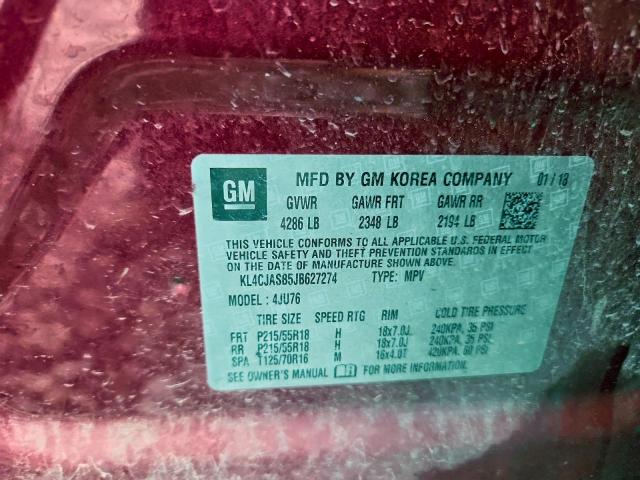 GM
MFD BY GM KOREA COMPANY 01/18
GVWR GAWR FRT GAWR RR
4286 LB 2348 LB 2194 LB
THIS VEHICLE CONFORMS TO ALL APPLICABLE U.S. FEDERAL MOTOR
VEHICLE SAFETY AND THEFT PREVENTION STANDARDS IN EFFECT
ON THE DATE OF MANUFACTURE SHOWN ABOVE.
KL4CJASB5JB627274 TYPE: MPV
MODEL: 4JU76
TIRE SIZE SPEED RTG RIM COLD TIRE PRESSURE
FRT P215/55R18 H 18x7.0J 240KPA, 35 PSI
RR P215/55R18 H 18x7.0J 240KPA, 35 PSI
SPA T125/70R16 M 16x4.0T 420KPA, 60 PSI
SEE OWNER'S MANUAL FOR MORE INFORMATION.